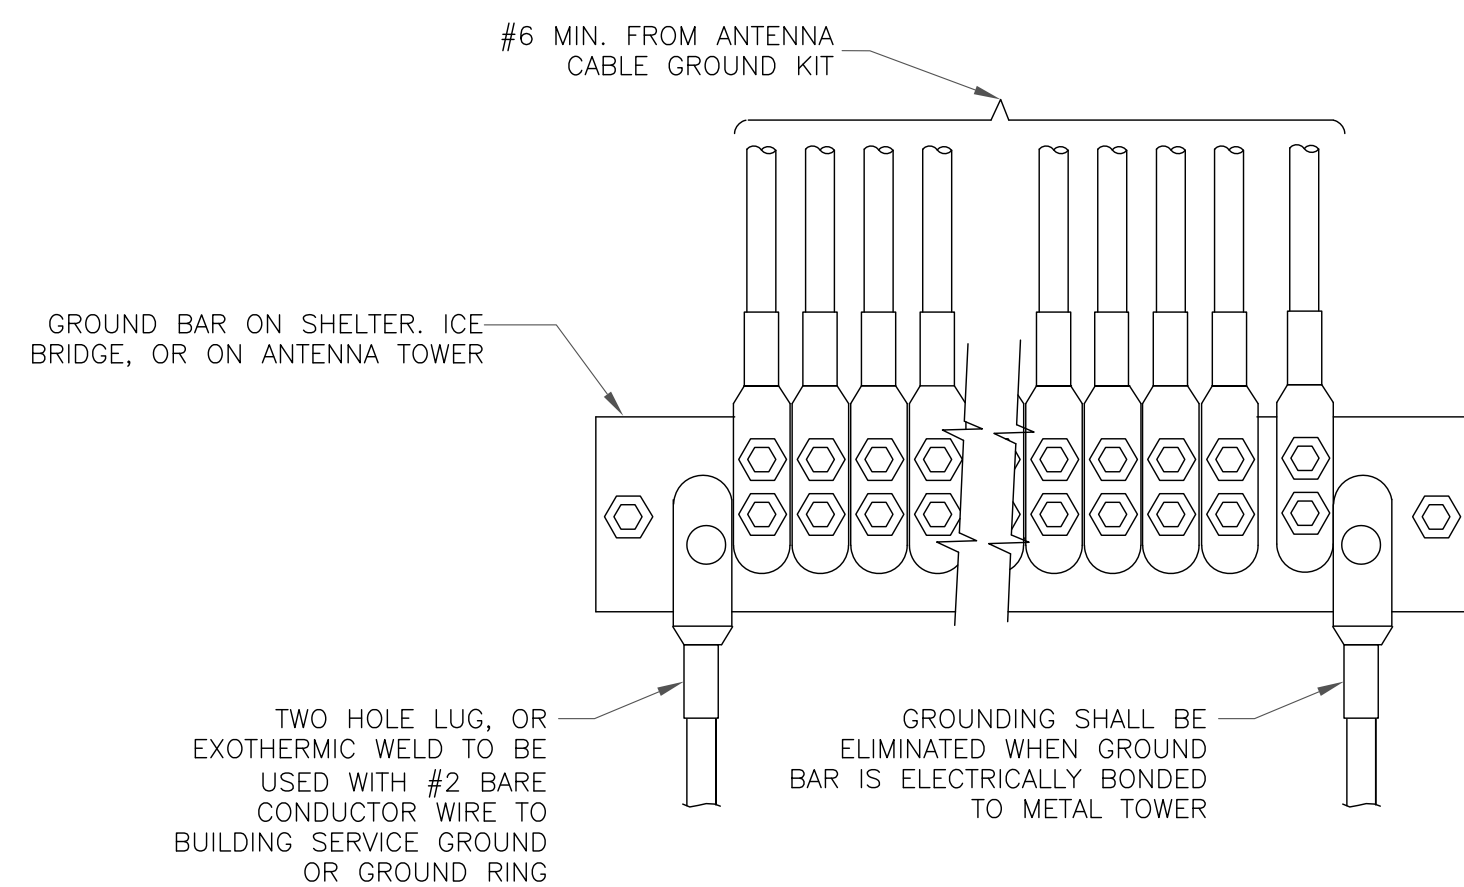 #6 MIN. FROM ANTENNA
CABLE GROUND KIT
GROUND BAR ON SHELTER. ICE
BRIDGE, OR ON ANTENNA TOWER
TWO HOLE LUG, OR
EXOTHERMIC WELD TO BE
USED WITH #2 BARE
CONDUCTOR WIRE TO
BUILDING SERVICE GROUND
OR GROUND RING
GROUNDING SHALL BE
ELIMINATED WHEN GROUND
BAR IS ELECTRICALLY BONDED
TO METAL TOWER